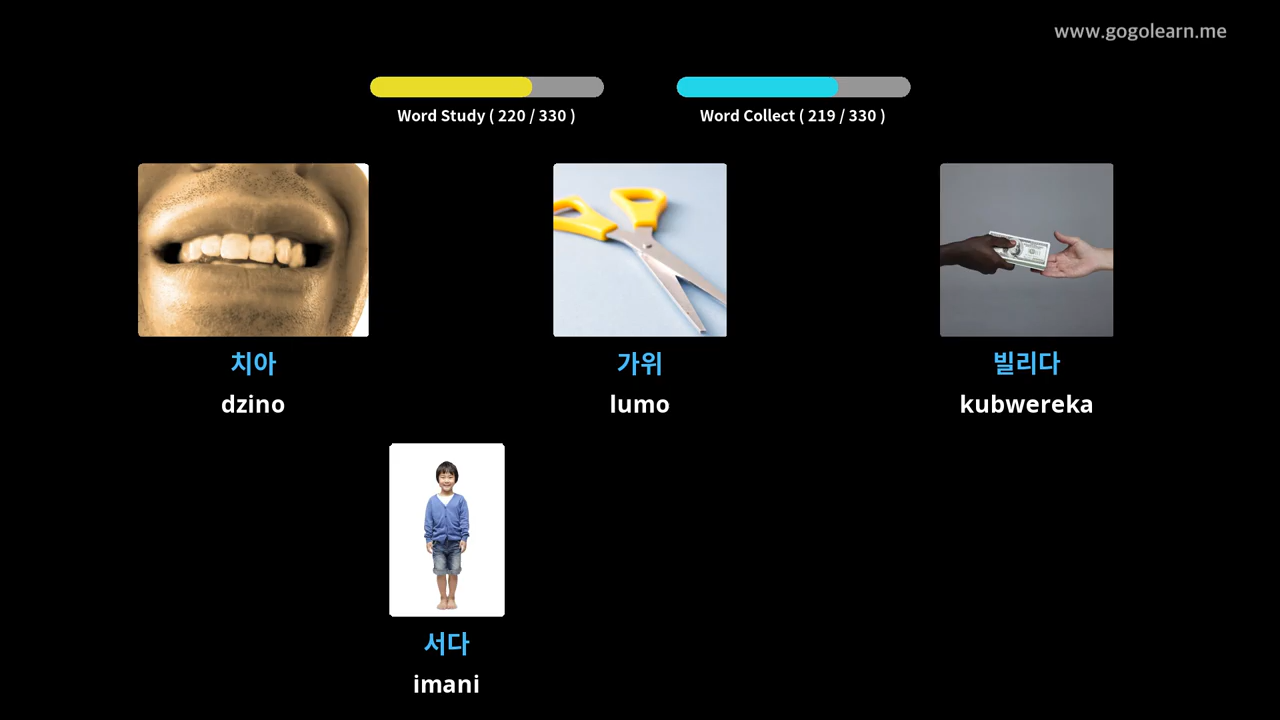 www.gogolearn.me
Word Study ( 220 / 330 )
Word Collect ( 219 / 330 )
치아
dzino
가위
lumo
빌리다
kubwereka
서다
imani